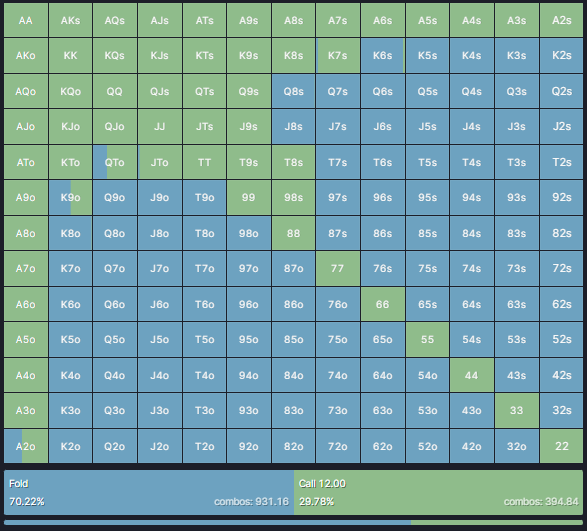 AA AKs AQs AJs ATs A9s A8s A7s A6s A5s A4s A3s A2s
AKo KK KQs KJs KTs K9s K8s K7s K6s K5s K4s K3s K2s
AQo KQo QQ QJs QTs Q9s Q8s Q7s Q6s Q5s Q4s Q3s Q2s
AJo KJo QJo JJ JTs J9s J8s J7s J6s J5s J4s J3s J2s
ATo KTo QTo JTo TT T9s T8s T7s T6s T5s T4s T3s T2s
A9o K9o Q9o J9o T9o 99 98s 97s 96s 95s 94s 93s 92s
A8o K8o Q8o J8o T8o 98o 88 87s 86s 85s 84s 83s 82s
A7o K7o Q7o J7o T7o 97o 87o 77 76s 75s 74s 73s 72s
A6o K6o Q6o J6o T6o 96o 86o 76o 66 65s 64s 63s 62s
A5o K5o Q5o J5o T5o 95o 85o 75o 65o 55 54s 53s 52s
A4o K4o Q4o J4o T4o 94o 84o 74o 64o 54o 44 43s 42s
A3o K3o Q3o J3o T3o 93o 83o 73o 63o 53o 43o 33 32s
A2o K2o Q2o J2o T2o 92o 82o 72o 62o 52o 42o 32o 22
Fold
70.22% combos: 931.16
Call 12.00
29.78% combos: 394.84